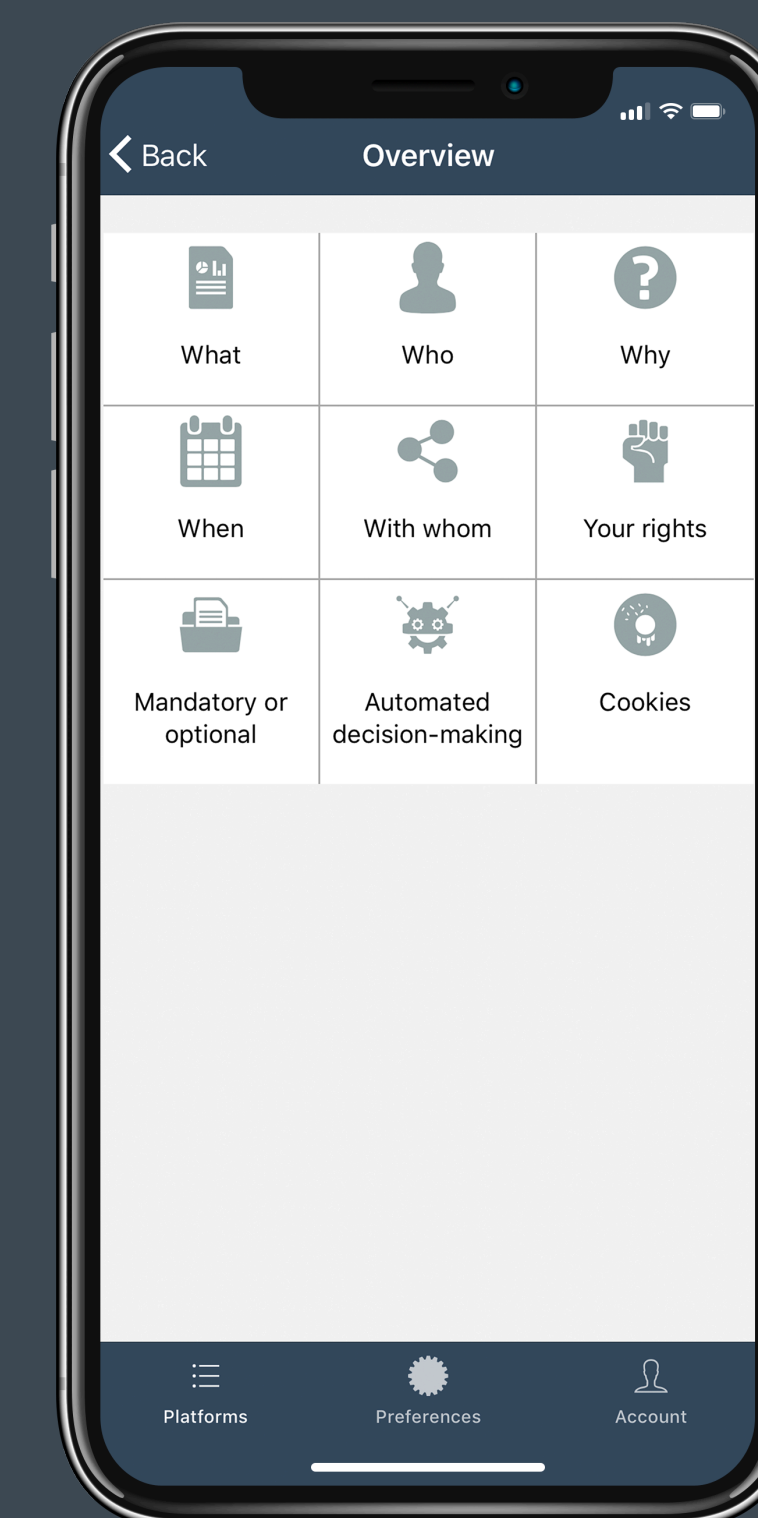 Back
Overview
What
Who
Why
When
With whom
Your rights
Mandatory or
optional
Automated
decision-making
Cookies
Platforms
Preferences
Account